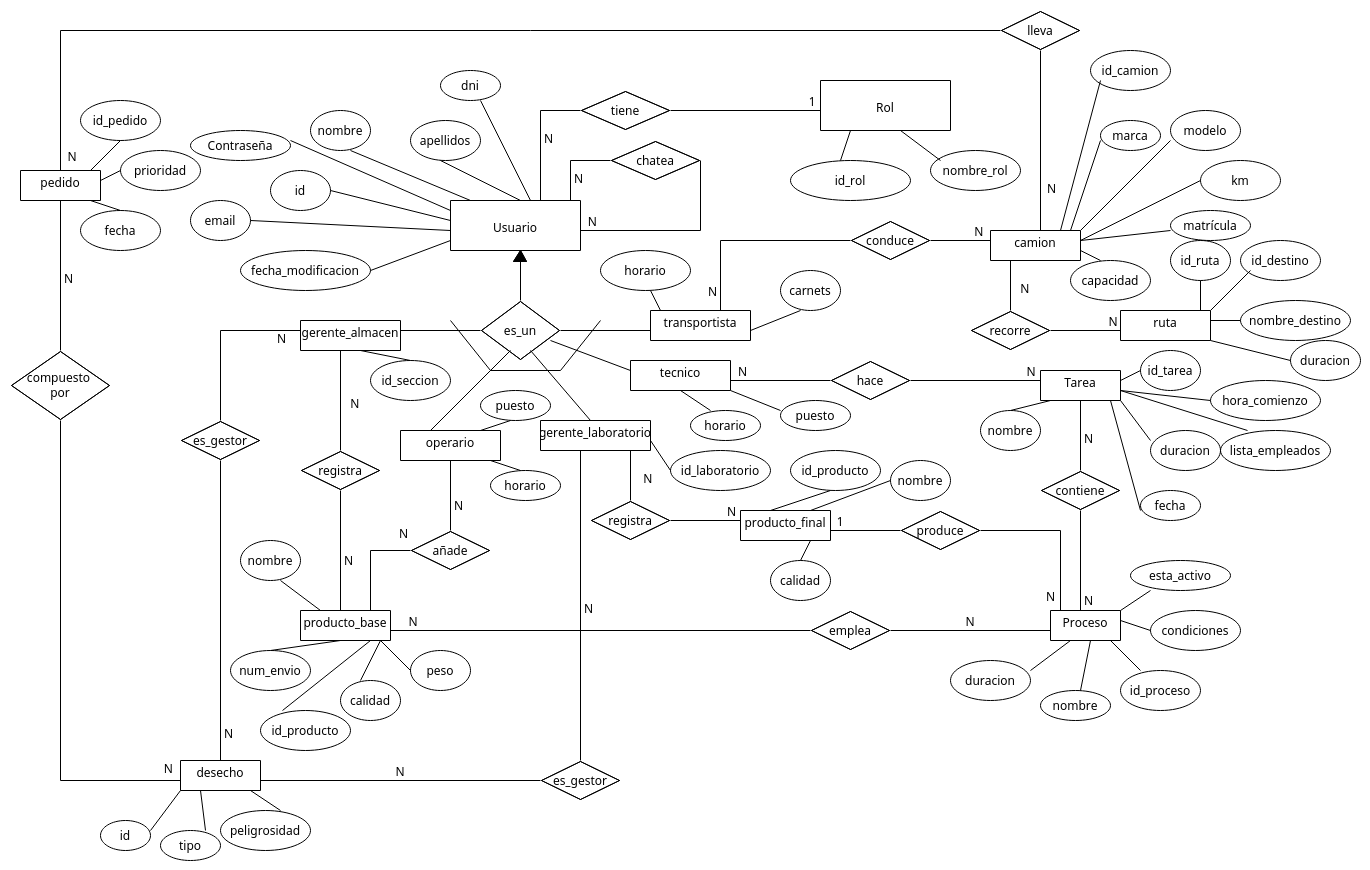 lleva
id_camion
dni
Rol
tiene
1
id_pedido
nombre
apellidos
marca
modelo
N
Contraseña
chatea
N
prioridad
id_rol
nombre_rol
km
pedido
id
N
N
email
Usuario
N
matrícula
fecha
conduce
N
camion
fecha_modificacion
horario
id_ruta
id_destino
N
carnets
capacidad
N
N
transportista
ruta
nombre_destino
gerente_almacen
es_un
N
recorre
N
duracion
compuesto
por
id_seccion
tecnico
N
hace
N
Tarea
id_tarea
N
puesto
horario
puesto
nombre
hora_comienzo
es_gestor
operario
gerente_laboratorio
N
duracion
lista_empleados
registra
horario
id_laboratorio
id_producto
nombre
contiene
N
N
fecha
N
registra
N
producto_final
1
produce
N
añade
nombre
N
calidad
esta_activo
N
N
N
producto_base
N
emplea
N
Proceso
condiciones
num_envio
peso
duracion
id_proceso
calidad
nombre
id_producto
N
N
desecho
N
es_gestor
id
tipo
peligrosidad